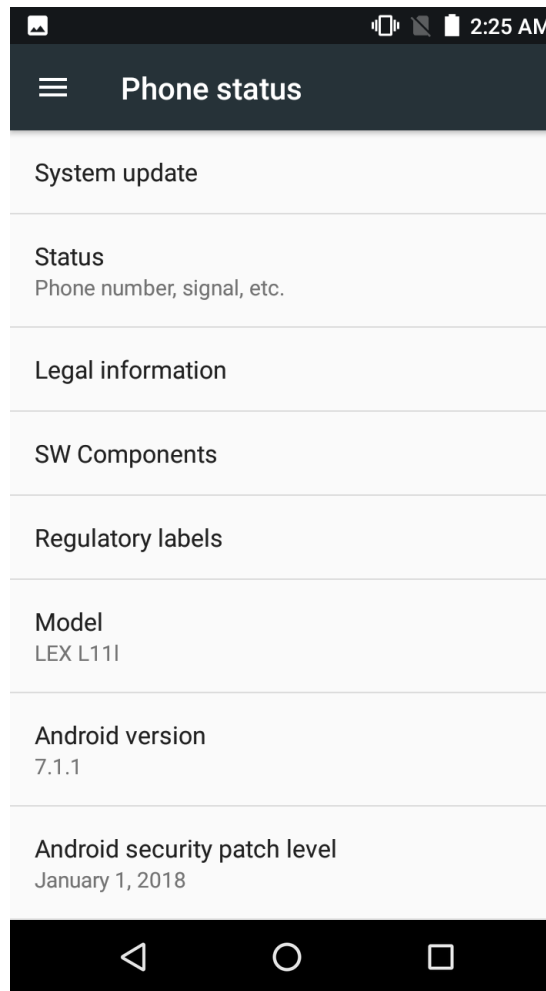 2:25 AM
Phone status
System update
Status
Phone number, signal, etc.
Legal information
SW Components
Regulatory labels
Model
LEX L11l
Android version
7.1.1
Android security patch level
January 1, 2018